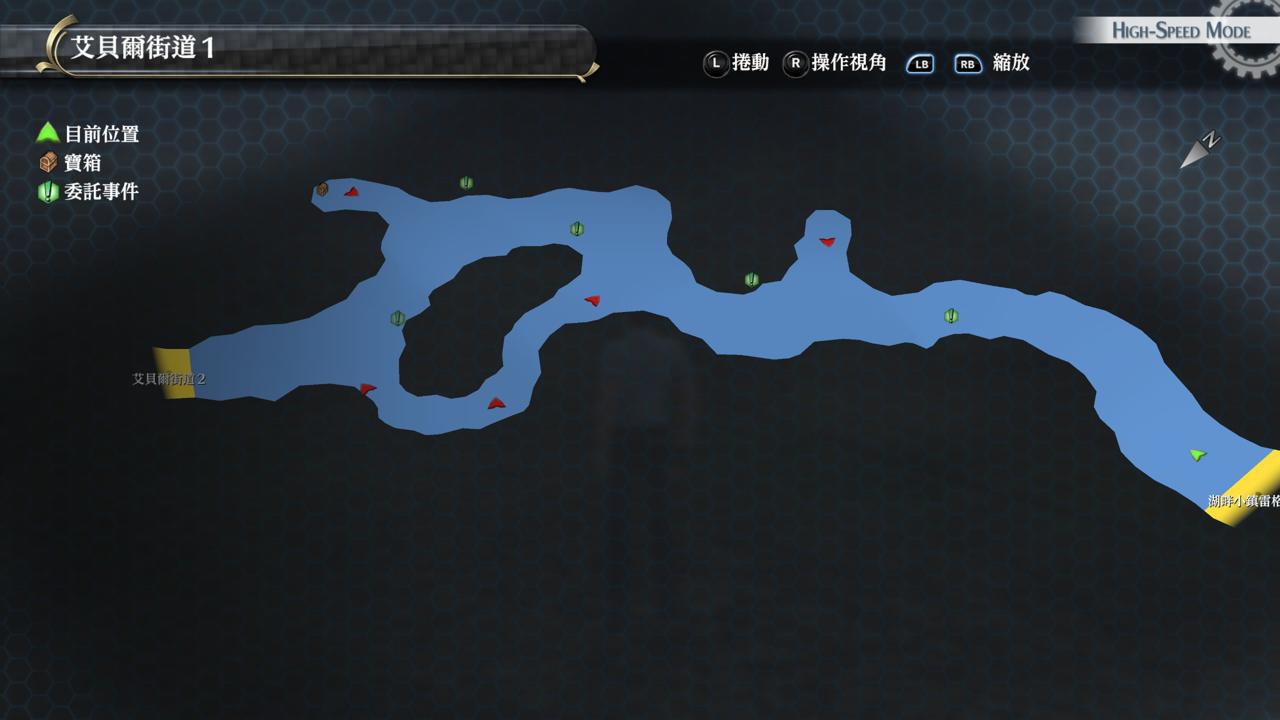 艾貝爾街道1
HIGH-SPEED MODE
L 捲動 R 操作視角 LB RB 縮放
目前位置
寶箱
委託事件
N
艾貝爾街道2
湖畔小鎮雷格